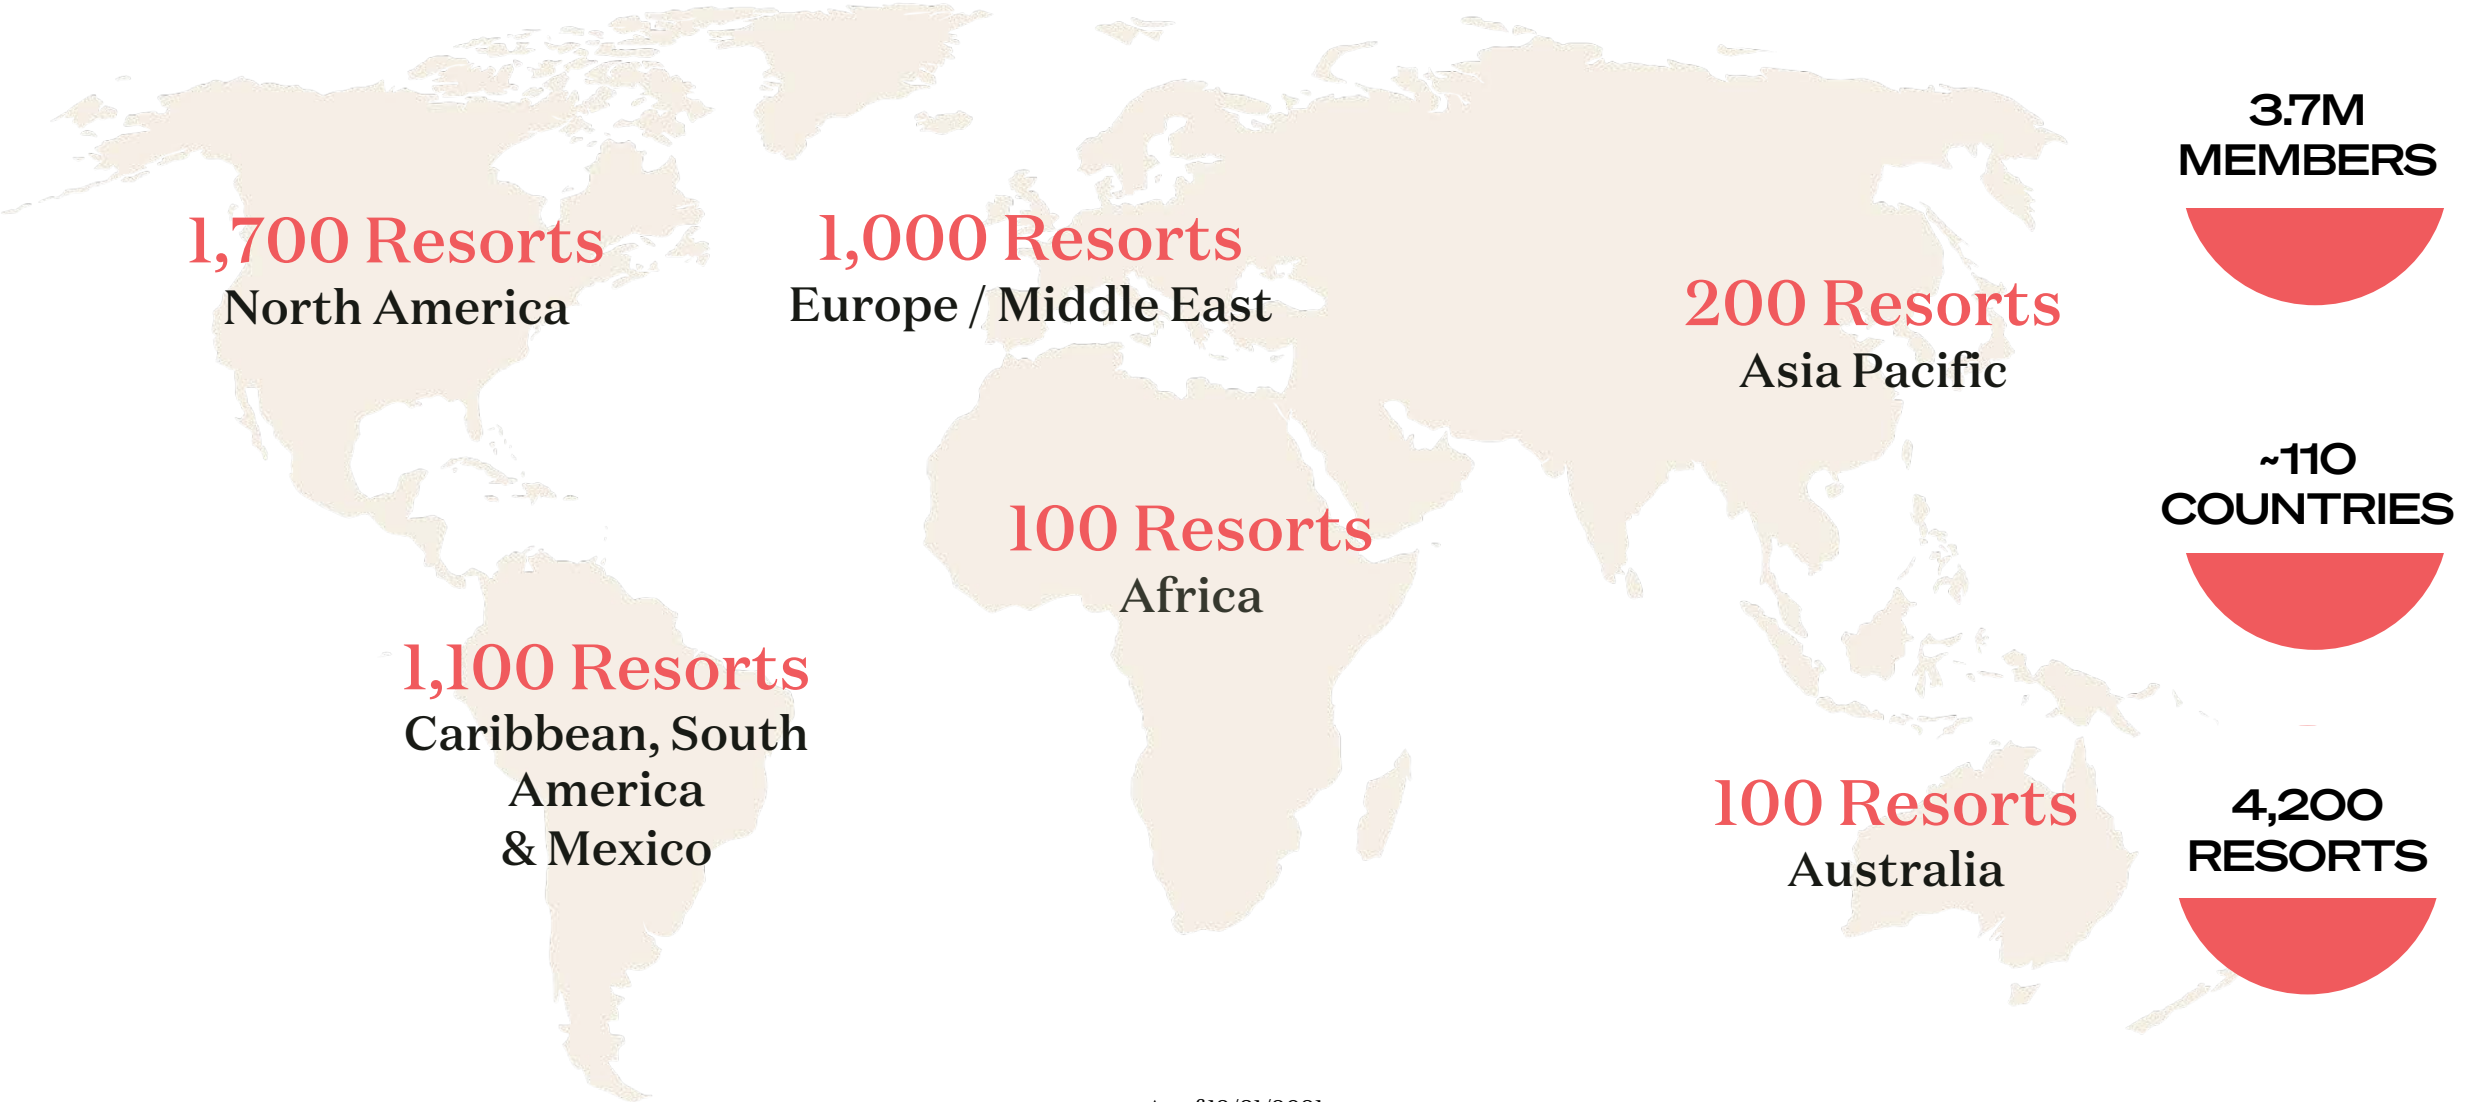 3.7M
MEMBERS
1,700 Resorts
North America
1,000 Resorts
Europe / Middle East
200 Resorts
Asia Pacific
~110
COUNTRIES
100 Resorts
Africa
1,100 Resorts
Caribbean, South
America
& Mexico
100 Resorts
Australia
4,200
RESORTS